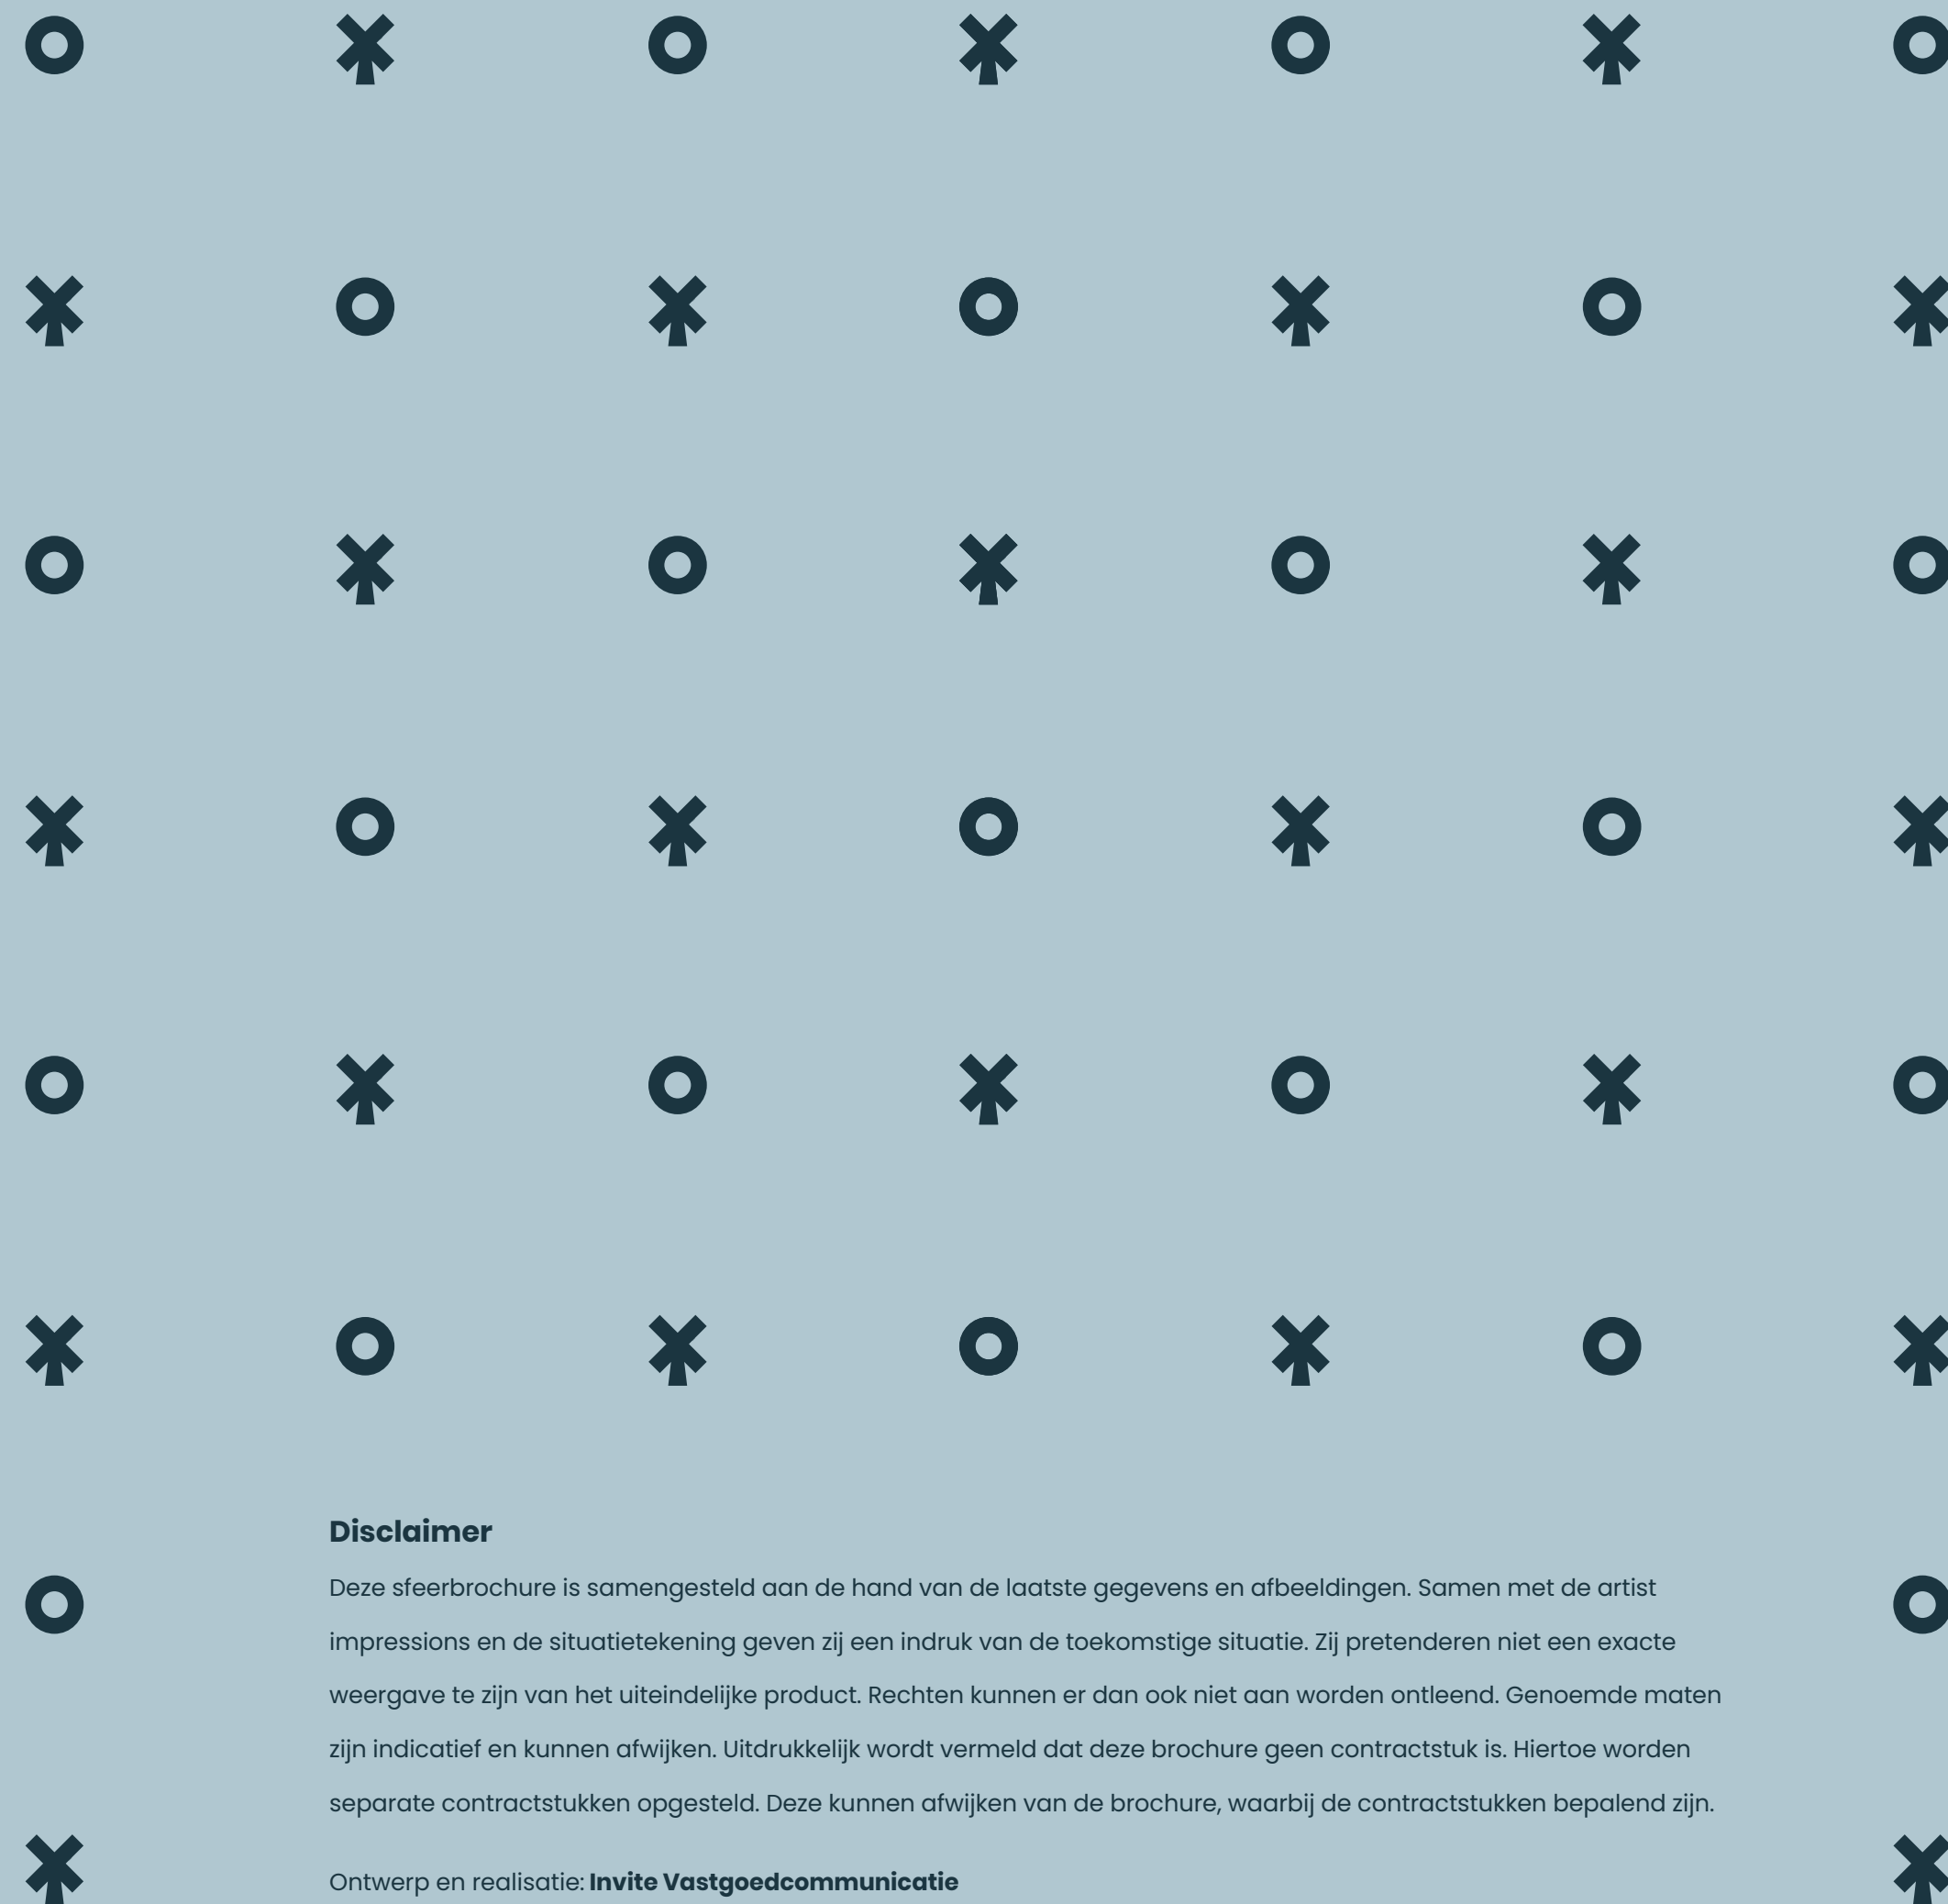 Disclaimer
Deze sfeerbrochure is samengesteld aan de hand van de laatste gegevens en afbeeldingen. Samen met de artist
impressions en de situatietekening geven zij een indruk van de toekomstige situatie. Zij pretenderen niet een exacte
weergave te zijn van het uiteindelijke product. Rechten kunnen er dan ook niet aan worden ontleend. Genoemde maten
zijn indicatief en kunnen afwijken. Uitdrukkelijk wordt vermeld dat deze brochure geen contractstuk is. Hiertoe worden
separate contractstukken opgesteld. Deze kunnen afwijken van de brochure, waarbij de contractstukken bepalend zijn.
Ontwerp en realisatie: Invite Vastgoedcommunicatie